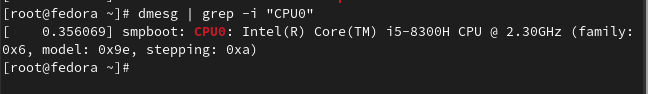 [root@fedora ~]# dmesg | grep -i "CPU0"
[    0.356069] smpboot: CPU0: Intel(R) Core(TM) i5-8300H CPU @ 2.30GHz (family:
0x6, model: 0x9e, stepping: 0xa)
[root@fedora ~]#